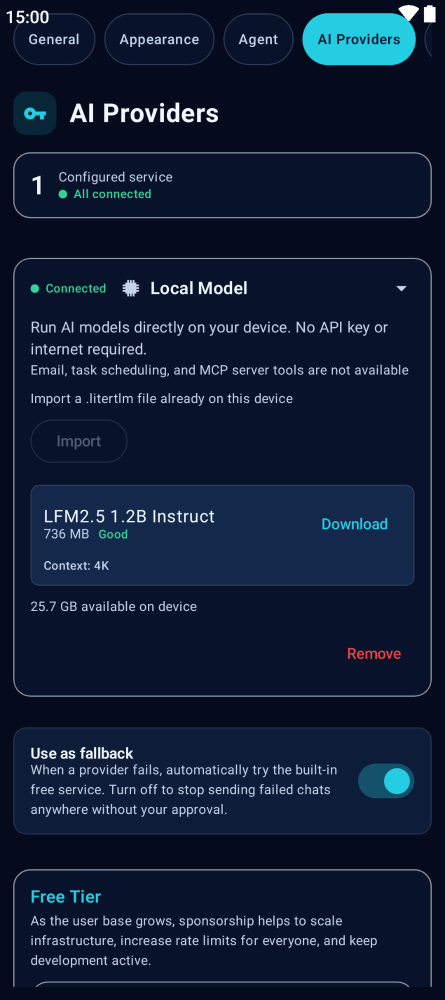 15:00
General Appearance Agent AI Providers
AI Providers
1 Configured service
All connected
Connected Local Model
Run AI models directly on your device. No API key or
internet required.
Email, task scheduling, and MCP server tools are not available
Import a .litertlm file already on this device
Import
LFM2.5 1.2B Instruct
736 MB Good
Download
Context: 4K
25.7 GB available on device
Remove
Use as fallback
When a provider fails, automatically try the built-in
free service. Turn off to stop sending failed chats
anywhere without your approval.
Free Tier
As the user base grows, sponsorship helps to scale
infrastructure, increase rate limits for everyone, and keep
development active.